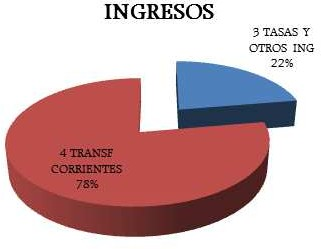 INGRESOS
3 TASAS Y
OTROS ING
22%
4 TRANSF
CORRIENTES
78%